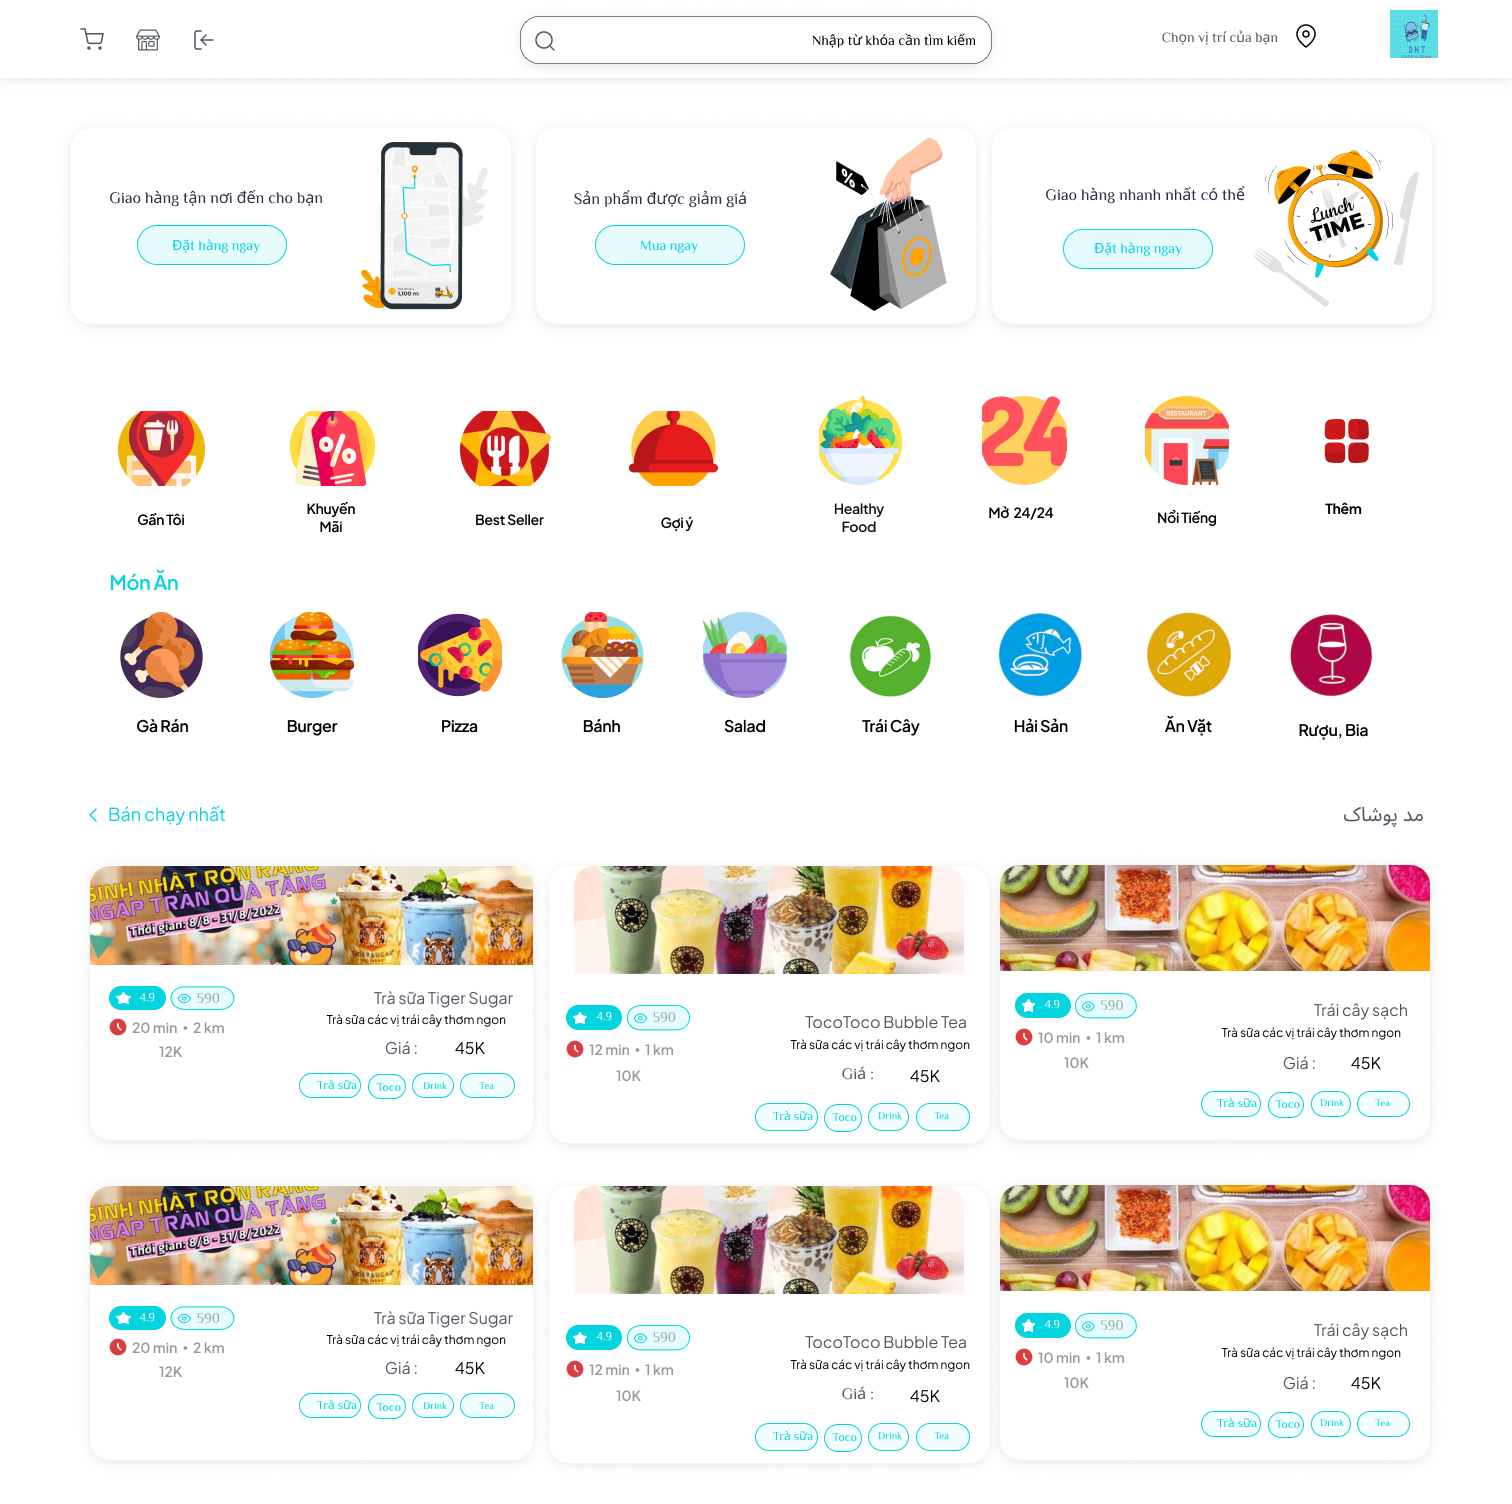 Nhập từ khóa cần tìm kiếm
Chọn vị trí của bạn
DNT
Giao hàng tận nơi đến cho bạn
Đặt hàng ngay
1,100 m
Sản phẩm được giảm giá
Mua ngay
%
Giao hàng nhanh nhất có thể
Đặt hàng ngay
Lunch
TIME
%
24
RESTAURANT
Gần Tôi
Khuyến
Mãi
Best Seller
Gợi ý
Healthy
Food
Mở 24/24
Nổi Tiếng
Thêm
Món Ăn
Gà Rán
Burger
Pizza
Bánh
Salad
Trái Cây
Hải Sản
Ăn Vặt
Rượu, Bia
Bán chạy nhất
مد پوشاک
SINH NHẬT RỘN RÀNG
NGẬP TRÀN QUÀ TẶNG
Thời gian: 8/8 - 31/8/2022
4.9
590
Trà sữa Tiger Sugar
20 min • 2 km
Trà sữa các vị trái cây thơm ngon
12K
Giá :
45K
Trà sữa
Toco
Drink
Tea
4.9
590
TocoToco Bubble Tea
12 min • 1 km
Trà sữa các vị trái cây thơm ngon
10K
Giá :
45K
Trà sữa
Toco
Drink
Tea
4.9
590
Trái cây sạch
10 min • 1 km
Trà sữa các vị trái cây thơm ngon
10K
Giá :
45K
Trà sữa
Toco
Drink
Tea
SINH NHẬT RỘN RÀNG
NGẬP TRÀN QUÀ TẶNG
Thời gian: 8/8 - 31/8/2022
4.9
590
Trà sữa Tiger Sugar
20 min • 2 km
Trà sữa các vị trái cây thơm ngon
12K
Giá :
45K
Trà sữa
Toco
Drink
Tea
4.9
590
TocoToco Bubble Tea
12 min • 1 km
Trà sữa các vị trái cây thơm ngon
10K
Giá :
45K
Trà sữa
Toco
Drink
Tea
4.9
590
Trái cây sạch
10 min • 1 km
Trà sữa các vị trái cây thơm ngon
10K
Giá :
45K
Trà sữa
Toco
Drink
Tea